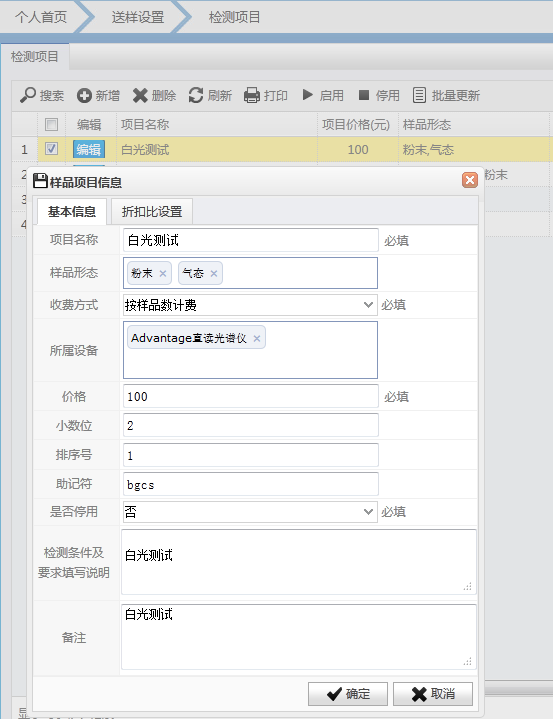 个人首页 送样设置 检测项目
检测项目
搜索 新增 删除 刷新 打印 启用 停用 批量更新
编辑 项目名称 项目价格(元) 样品形态
1 编辑 白光测试 100 粉末,气态
2 粉末
3
4
样品项目信息
基本信息 折扣比设置
项目名称 白光测试 必填
样品形态 粉末 × 气态 ×
收费方式 按样品数计费 必填
所属设备 Advantage直读光谱仪 ×
价格 100 必填
小数位 2
排序号 1
助记符 bgcs
是否停用 否 必填
检测条件及
要求填写说明 白光测试
备注 白光测试
确定 取消